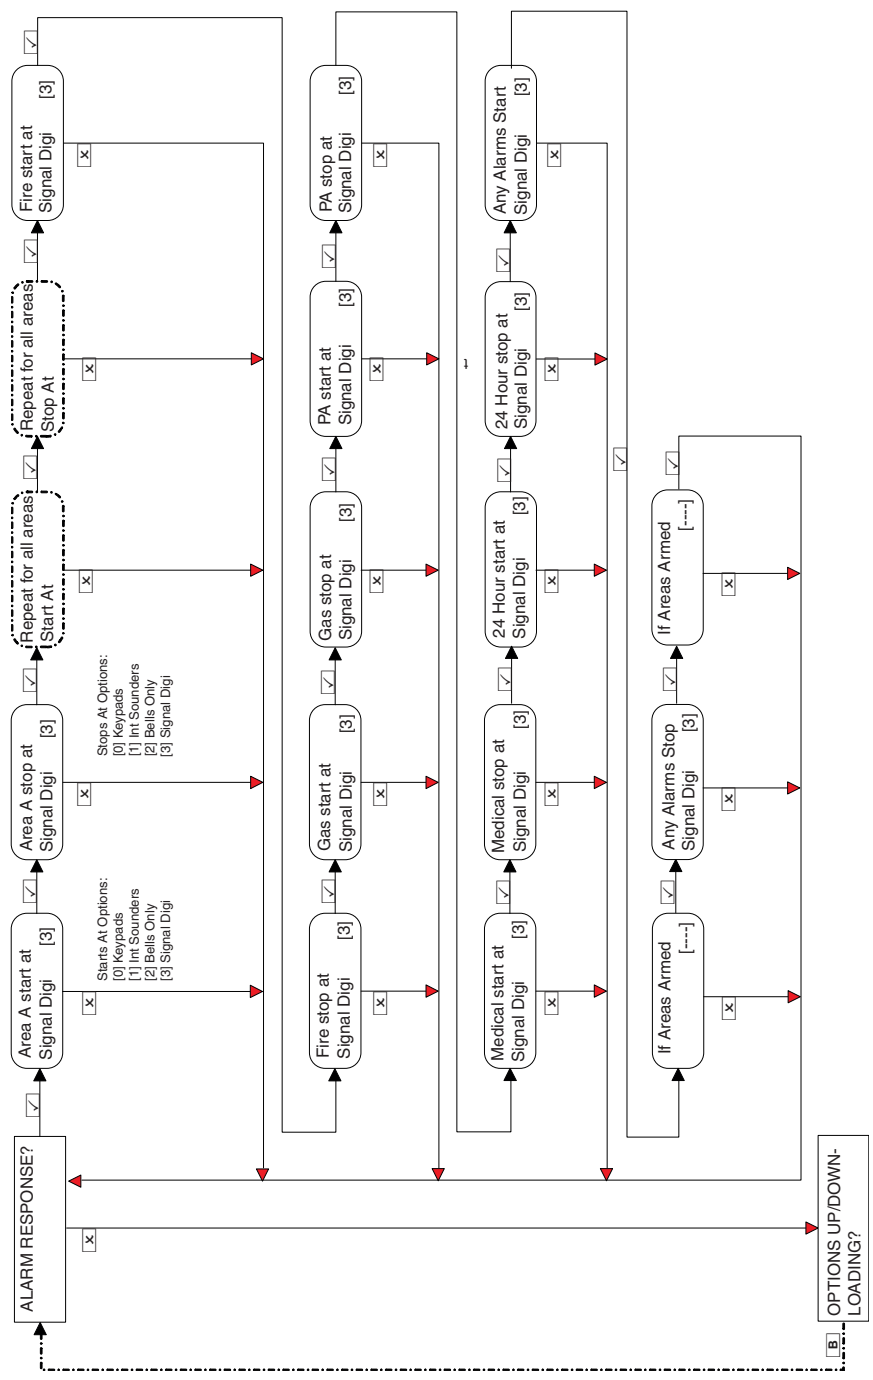 ALARM RESPONSE?
Area A start at
Signal Digi [3]
Area A stop at
Signal Digi [3]
Repeat for all areas
Start At
Repeat for all areas
Stop At
Fire start at
Signal Digi [3]
Starts At Options:
[0] Keypads
[1] Int Sounders
[2] Bells Only
[3] Signal Digi
Stops At Options:
[0] Keypads
[1] Int Sounders
[2] Bells Only
[3] Signal Digi
Fire stop at
Signal Digi [3]
Gas start at
Signal Digi [3]
Gas stop at
Signal Digi [3]
PA start at
Signal Digi [3]
PA stop at
Signal Digi [3]
Medical start at
Signal Digi [3]
Medical stop at
Signal Digi [3]
24 Hour start at
Signal Digi [3]
24 Hour stop at
Signal Digi [3]
Any Alarms Start
Signal Digi [3]
If Areas Armed
[----]
Any Alarms Stop
Signal Digi [3]
If Areas Armed
[----]
B
OPTIONS UP/DOWN-
LOADING?